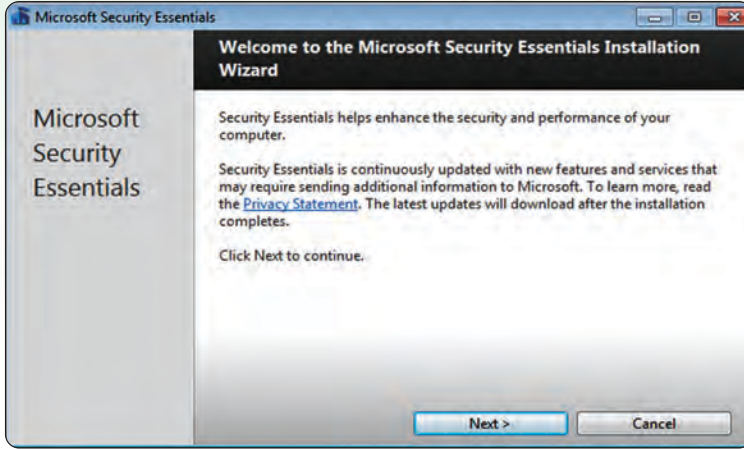 Microsoft Security Essentials
Welcome to the Microsoft Security Essentials Installation
Wizard
Microsoft
Security
Essentials
Security Essentials helps enhance the security and performance of your
computer.
Security Essentials is continuously updated with new features and services that
may require sending additional information to Microsoft. To learn more, read
the Privacy Statement. The latest updates will download after the installation
completes.
Click Next to continue.
Next >
Cancel